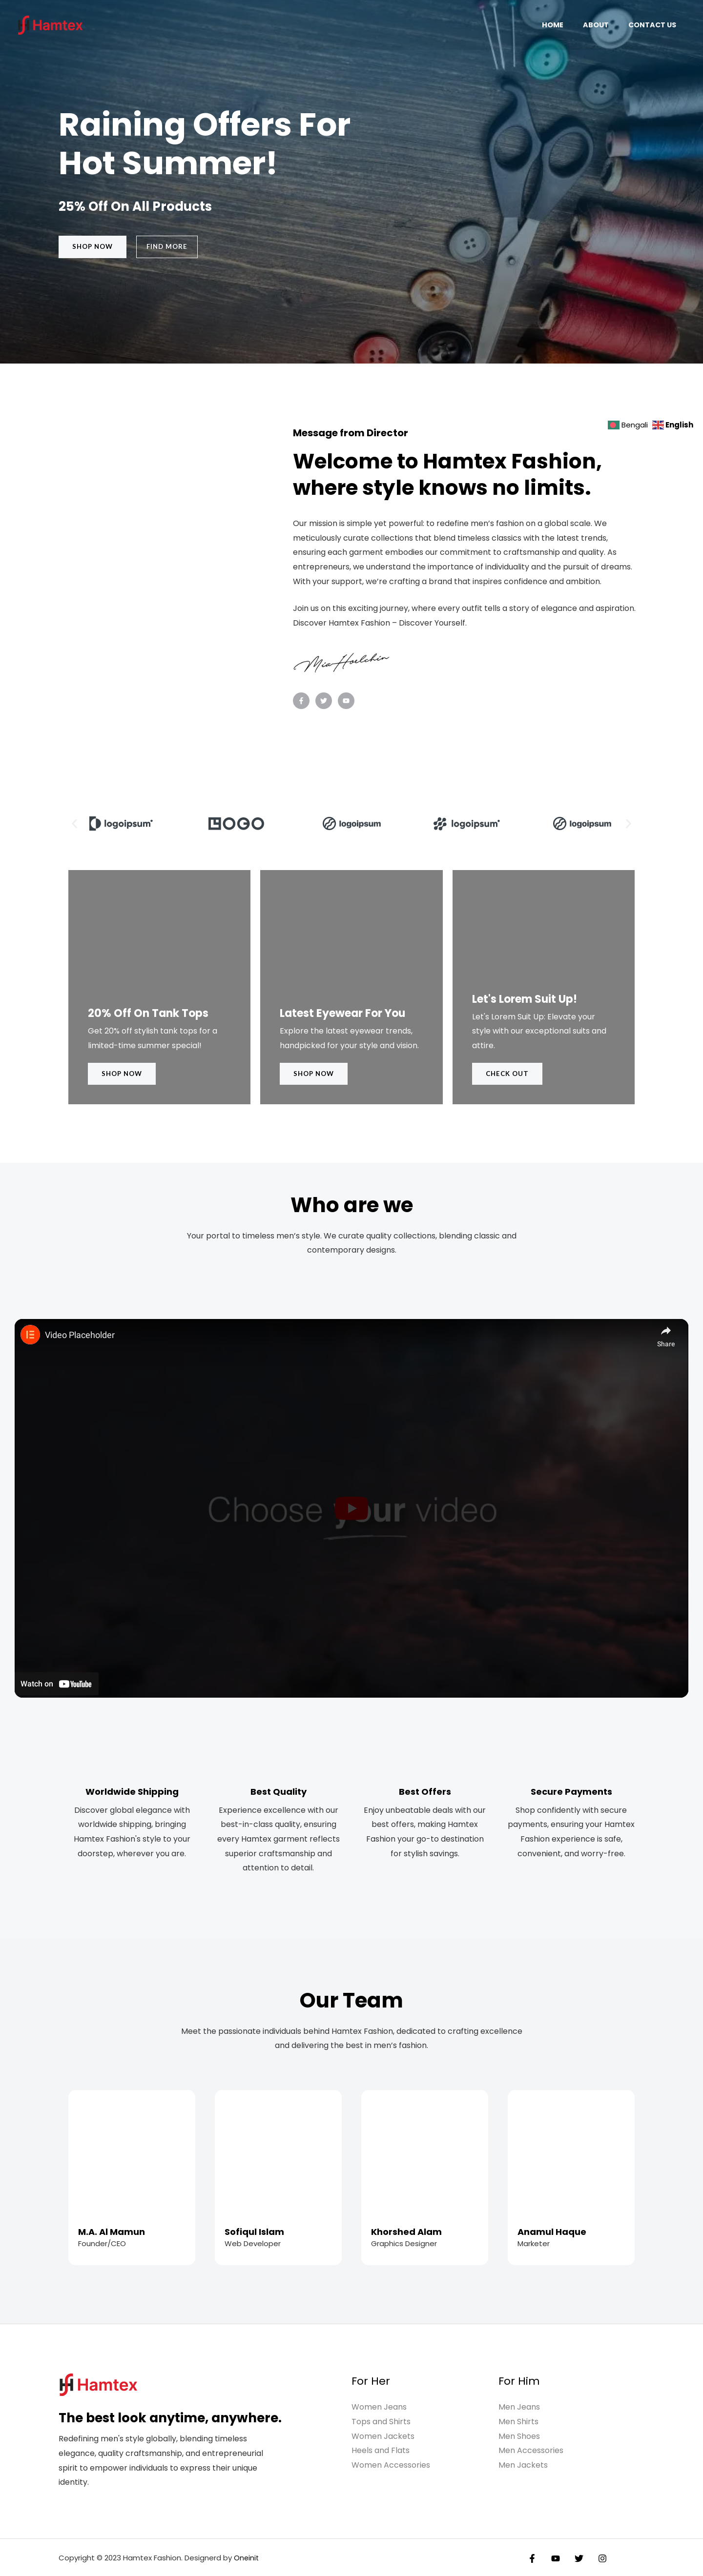 Hamtex
HOME ABOUT CONTACT US
Raining Offers For
Hot Summer!
25% Off On All Products
SHOP NOW FIND MORE
Bengali English
Message from Director
Welcome to Hamtex Fashion,
where style knows no limits.
Our mission is simple yet powerful: to redefine men’s fashion on a global scale. We
meticulously curate collections that blend timeless classics with the latest trends,
ensuring each garment embodies our commitment to craftsmanship and quality. As
entrepreneurs, we understand the importance of individuality and the pursuit of dreams.
With your support, we’re crafting a brand that inspires confidence and ambition.
Join us on this exciting journey, where every outfit tells a story of elegance and aspiration.
Discover Hamtex Fashion – Discover Yourself.
Mia Hoelchin
logoipsum LOGO logoipsum logoipsum logoipsum
20% Off On Tank Tops
Get 20% off stylish tank tops for a
limited-time summer special!
SHOP NOW
Latest Eyewear For You
Explore the latest eyewear trends,
handpicked for your style and vision.
SHOP NOW
Let's Lorem Suit Up!
Let's Lorem Suit Up: Elevate your
style with our exceptional suits and
attire.
CHECK OUT
Who are we
Your portal to timeless men’s style. We curate quality collections, blending classic and
contemporary designs.
Video Placeholder
Share
Choose your video
Watch on YouTube
Worldwide Shipping
Discover global elegance with
worldwide shipping, bringing
Hamtex Fashion's style to your
doorstep, wherever you are.
Best Quality
Experience excellence with our
best-in-class quality, ensuring
every Hamtex garment reflects
superior craftsmanship and
attention to detail.
Best Offers
Enjoy unbeatable deals with our
best offers, making Hamtex
Fashion your go-to destination
for stylish savings.
Secure Payments
Shop confidently with secure
payments, ensuring your Hamtex
Fashion experience is safe,
convenient, and worry-free.
Our Team
Meet the passionate individuals behind Hamtex Fashion, dedicated to crafting excellence
and delivering the best in men’s fashion.
M.A. Al Mamun
Founder/CEO
Sofiqul Islam
Web Developer
Khorshed Alam
Graphics Designer
Anamul Haque
Marketer
Hamtex
The best look anytime, anywhere.
Redefining men's style globally, blending timeless
elegance, quality craftsmanship, and entrepreneurial
spirit to empower individuals to express their unique
identity.
For Her
Women Jeans
Tops and Shirts
Women Jackets
Heels and Flats
Women Accessories
For Him
Men Jeans
Men Shirts
Men Shoes
Men Accessories
Men Jackets
Copyright © 2023 Hamtex Fashion. Designerd by Oneinit